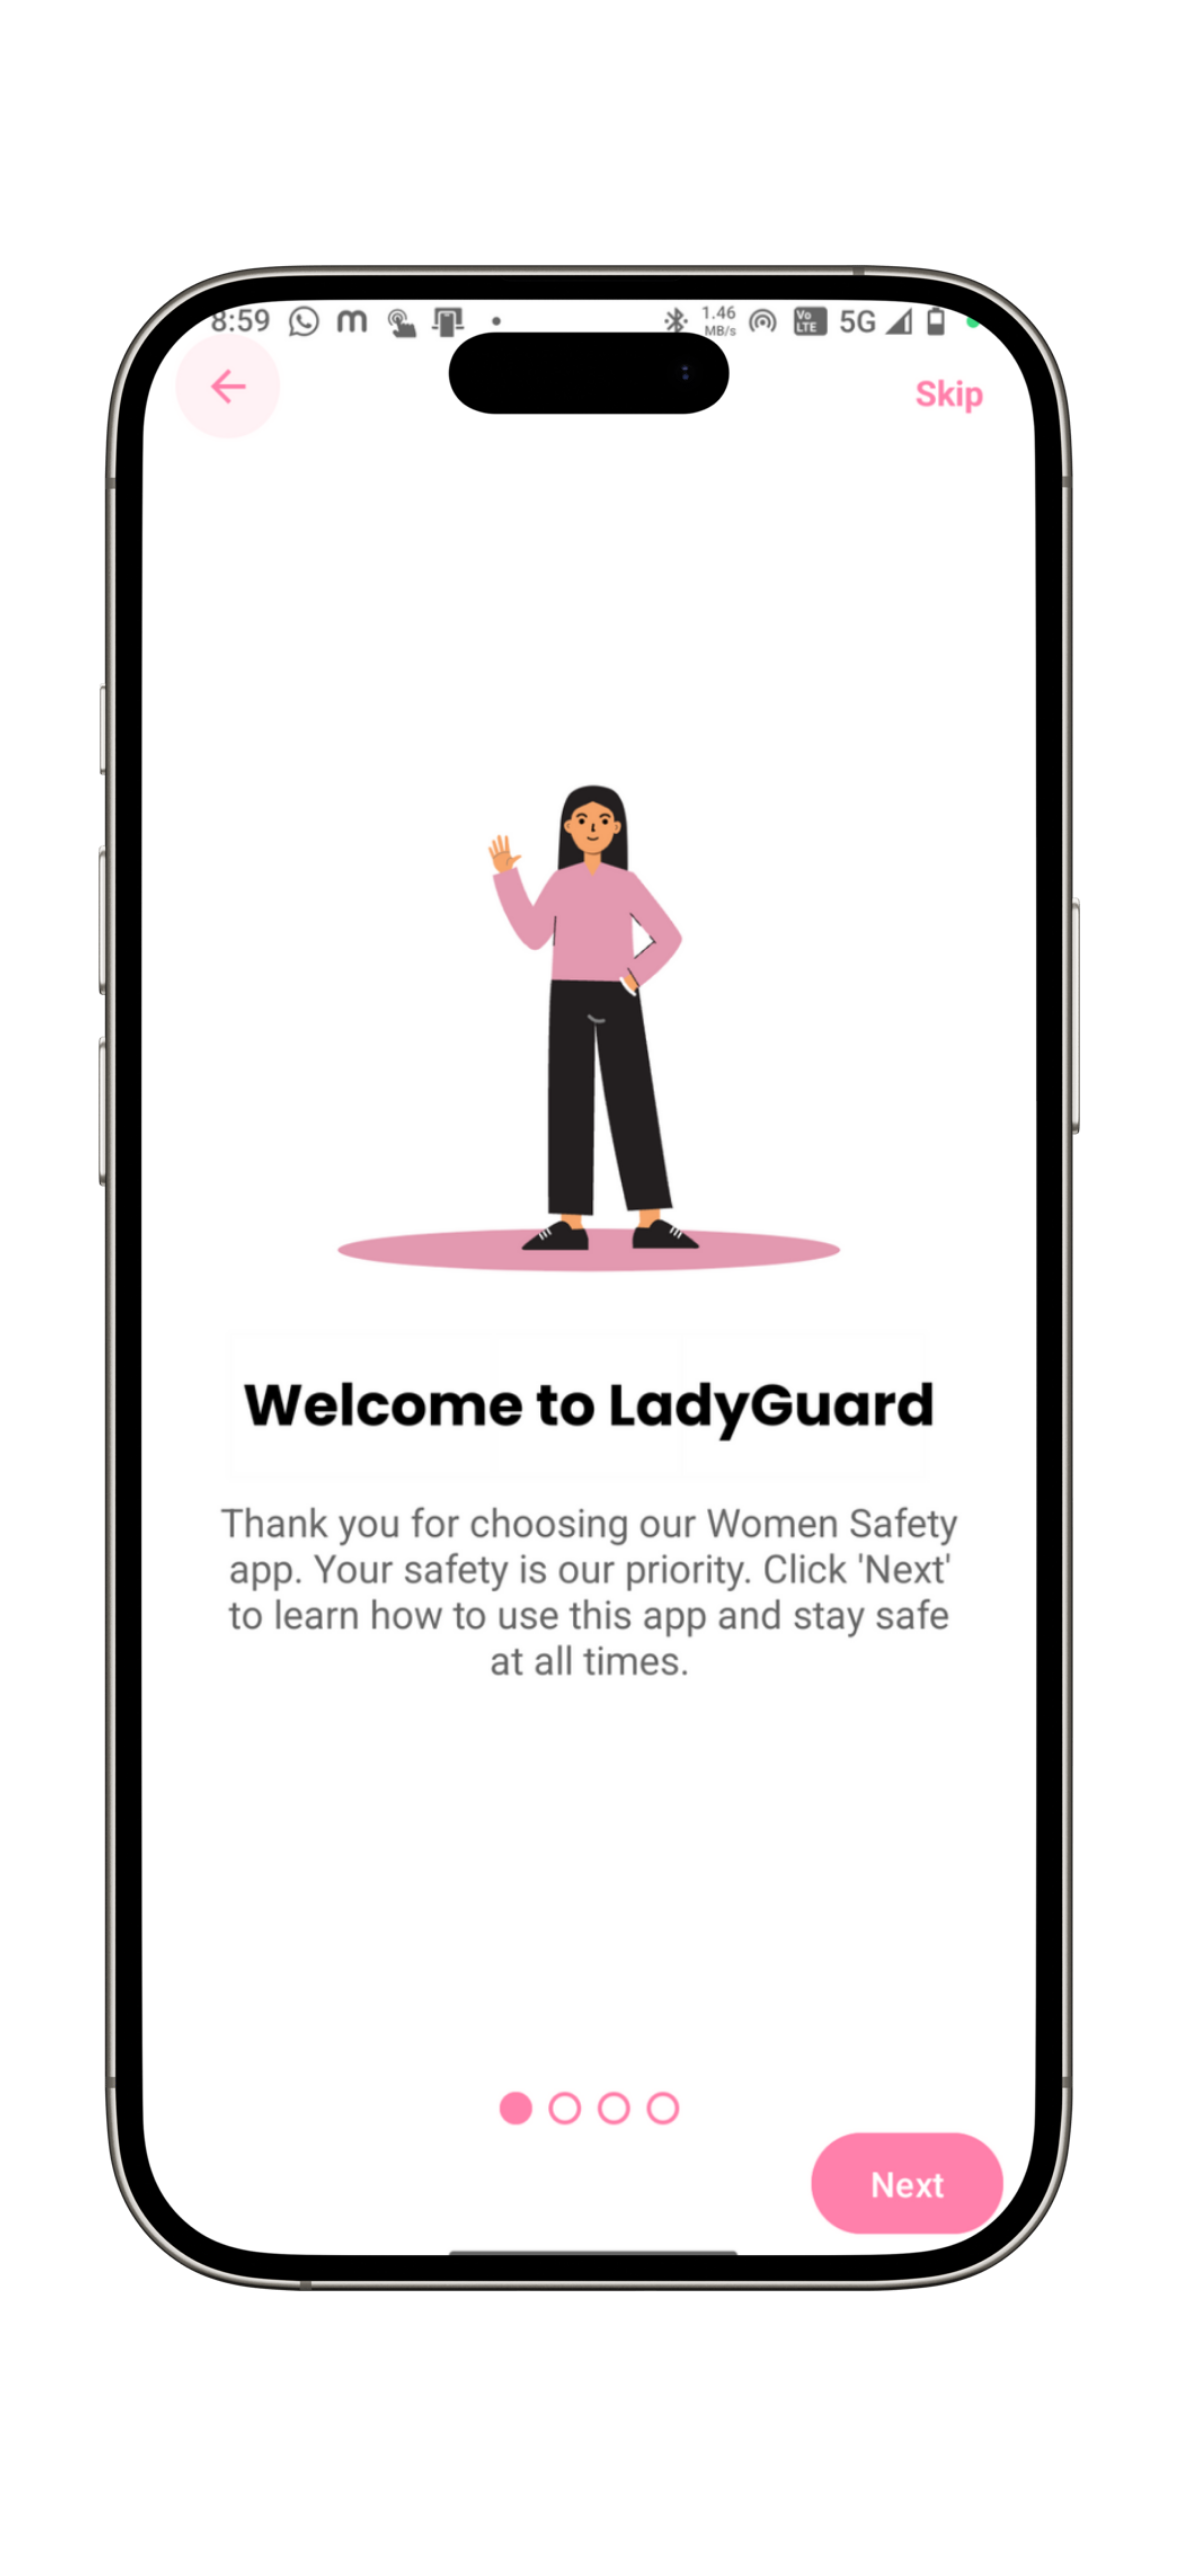 8:59 m 1.46 MB/s Vo LTE 5G
Skip
Welcome to LadyGuard
Thank you for choosing our Women Safety
app. Your safety is our priority. Click 'Next'
to learn how to use this app and stay safe
at all times.
Next